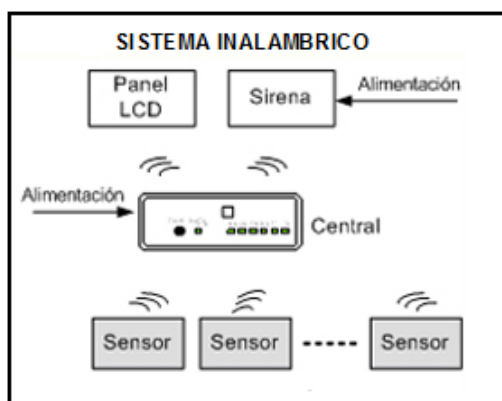 SISTEMA INALAMBRICO
Panel
LCD
Sirena
Alimentación
Alimentación
Central
Sensor
Sensor
Sensor